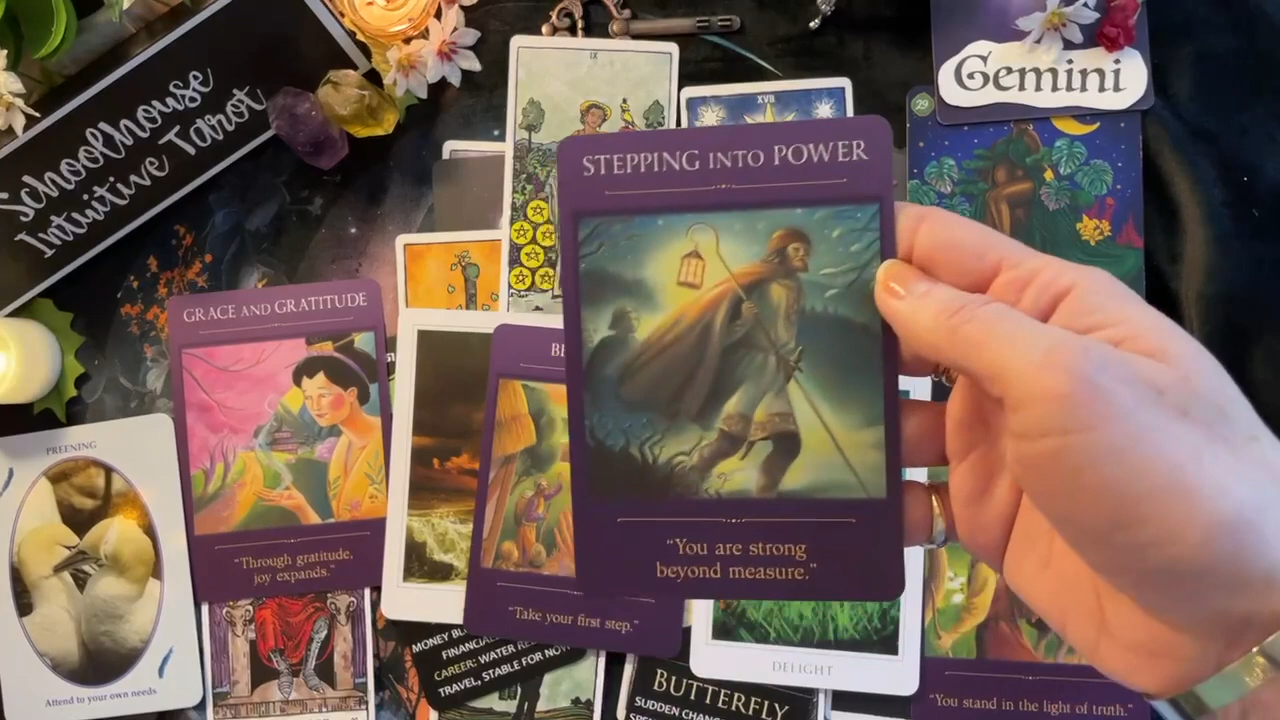 Schoolhouse
Intuitive Tarot
IX
XVII
Gemini
29
STEPPING INTO POWER
"You are strong
beyond measure."
GRACE AND GRATITUDE
"Through gratitude,
joy expands."
PREENING
Attend to your own needs
BE
"Take your first step."
MONEY BL
FINANCIAL
CAREER: WATER RE
TRAVEL, STABLE FOR NOW
DELIGHT
BUTTERFLY
SUDDEN CHANG
"You stand in the light of truth."